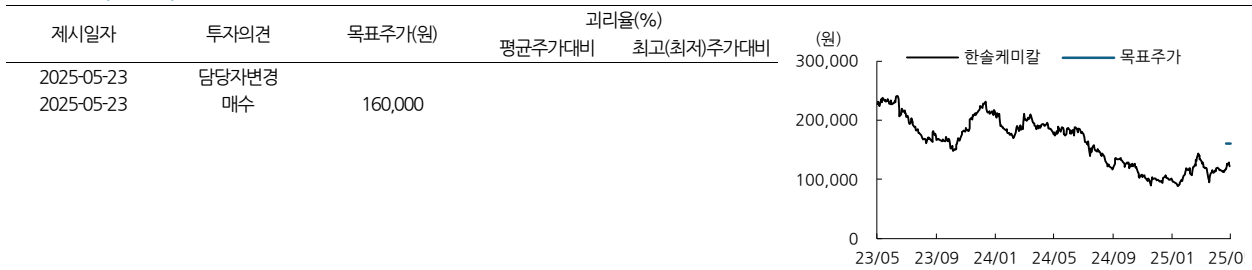 제시일자 투자의견 목표주가(원) 괴리율(%)
평균주가대비 최고(최저)주가대비
2025-05-23 담당자변경
2025-05-23 매수 160,000
(원)
한솔케미칼 목표주가
300,000
200,000
100,000
0
23/05 23/09 24/01 24/05 24/09 25/01 25/0